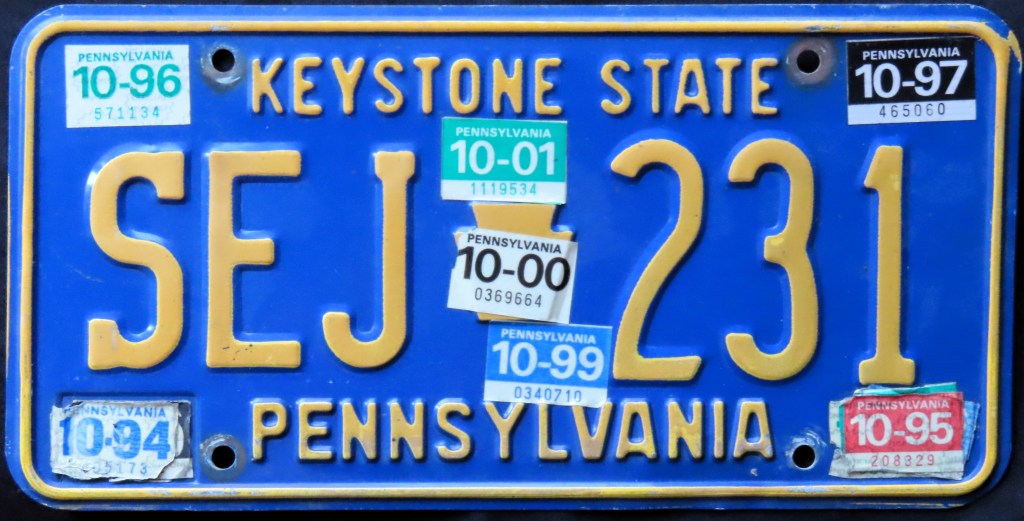 PENNSYLVANIA
10-96
571134
KEYSTONE STATE
PENNSYLVANIA
10-97
465060
PENNSYLVANIA
10-01
1119534
SEJ 231
PENNSYLVANIA
10-00
0369664
PENNSYLVANIA
10-99
0340710
PENNSYLVANIA
10-94
PENNSYLVANIA
PENNSYLVANIA
10-95
208329